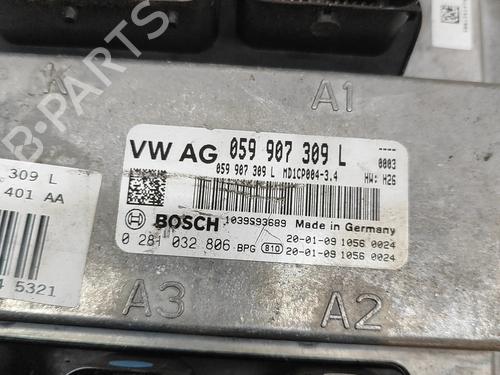 K
A1
VW AG 059 907 309 L
059 907 309 L MD1CP004-3.4
0003
HW: H26
309 L
401 AA
BOSCH
1039S93689 Made in Germany
0 281 032 806 BPG 810
20-01-09 1056 0024
20-01-09 1056 0024
5321
A3
A2
B-PARTS